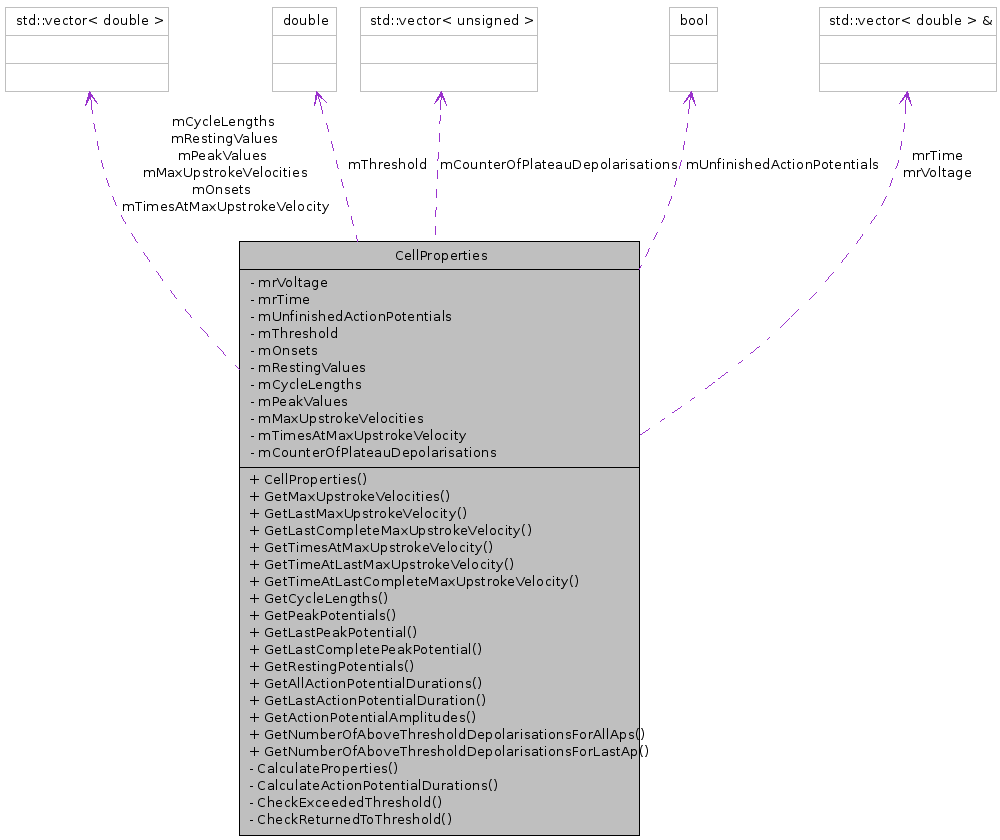 std::vector< double >
double
std::vector< unsigned >
bool
std::vector< double > &
mCycleLengths
mRestingValues
mPeakValues
mMaxUpstrokeVelocities
mOnsets
mTimesAtMaxUpstrokeVelocity
mThreshold
mCounterOfPlateauDepolarisations
mUnfinishedActionPotentials
mrTime
mrVoltage
CellProperties
- mrVoltage
- mrTime
- mUnfinishedActionPotentials
- mThreshold
- mOnsets
- mRestingValues
- mCycleLengths
- mPeakValues
- mMaxUpstrokeVelocities
- mTimesAtMaxUpstrokeVelocity
- mCounterOfPlateauDepolarisations
+ CellProperties()
+ GetMaxUpstrokeVelocities()
+ GetLastMaxUpstrokeVelocity()
+ GetLastCompleteMaxUpstrokeVelocity()
+ GetTimesAtMaxUpstrokeVelocity()
+ GetTimeAtLastMaxUpstrokeVelocity()
+ GetTimeAtLastCompleteMaxUpstrokeVelocity()
+ GetCycleLengths()
+ GetPeakPotentials()
+ GetLastPeakPotential()
+ GetLastCompletePeakPotential()
+ GetRestingPotentials()
+ GetAllActionPotentialDurations()
+ GetLastActionPotentialDuration()
+ GetActionPotentialAmplitudes()
+ GetNumberOfAboveThresholdDepolarisationsForAllAps()
+ GetNumberOfAboveThresholdDepolarisationsForLastAp()
- CalculateProperties()
- CalculateActionPotentialDurations()
- CheckExceededThreshold()
- CheckReturnedToThreshold()